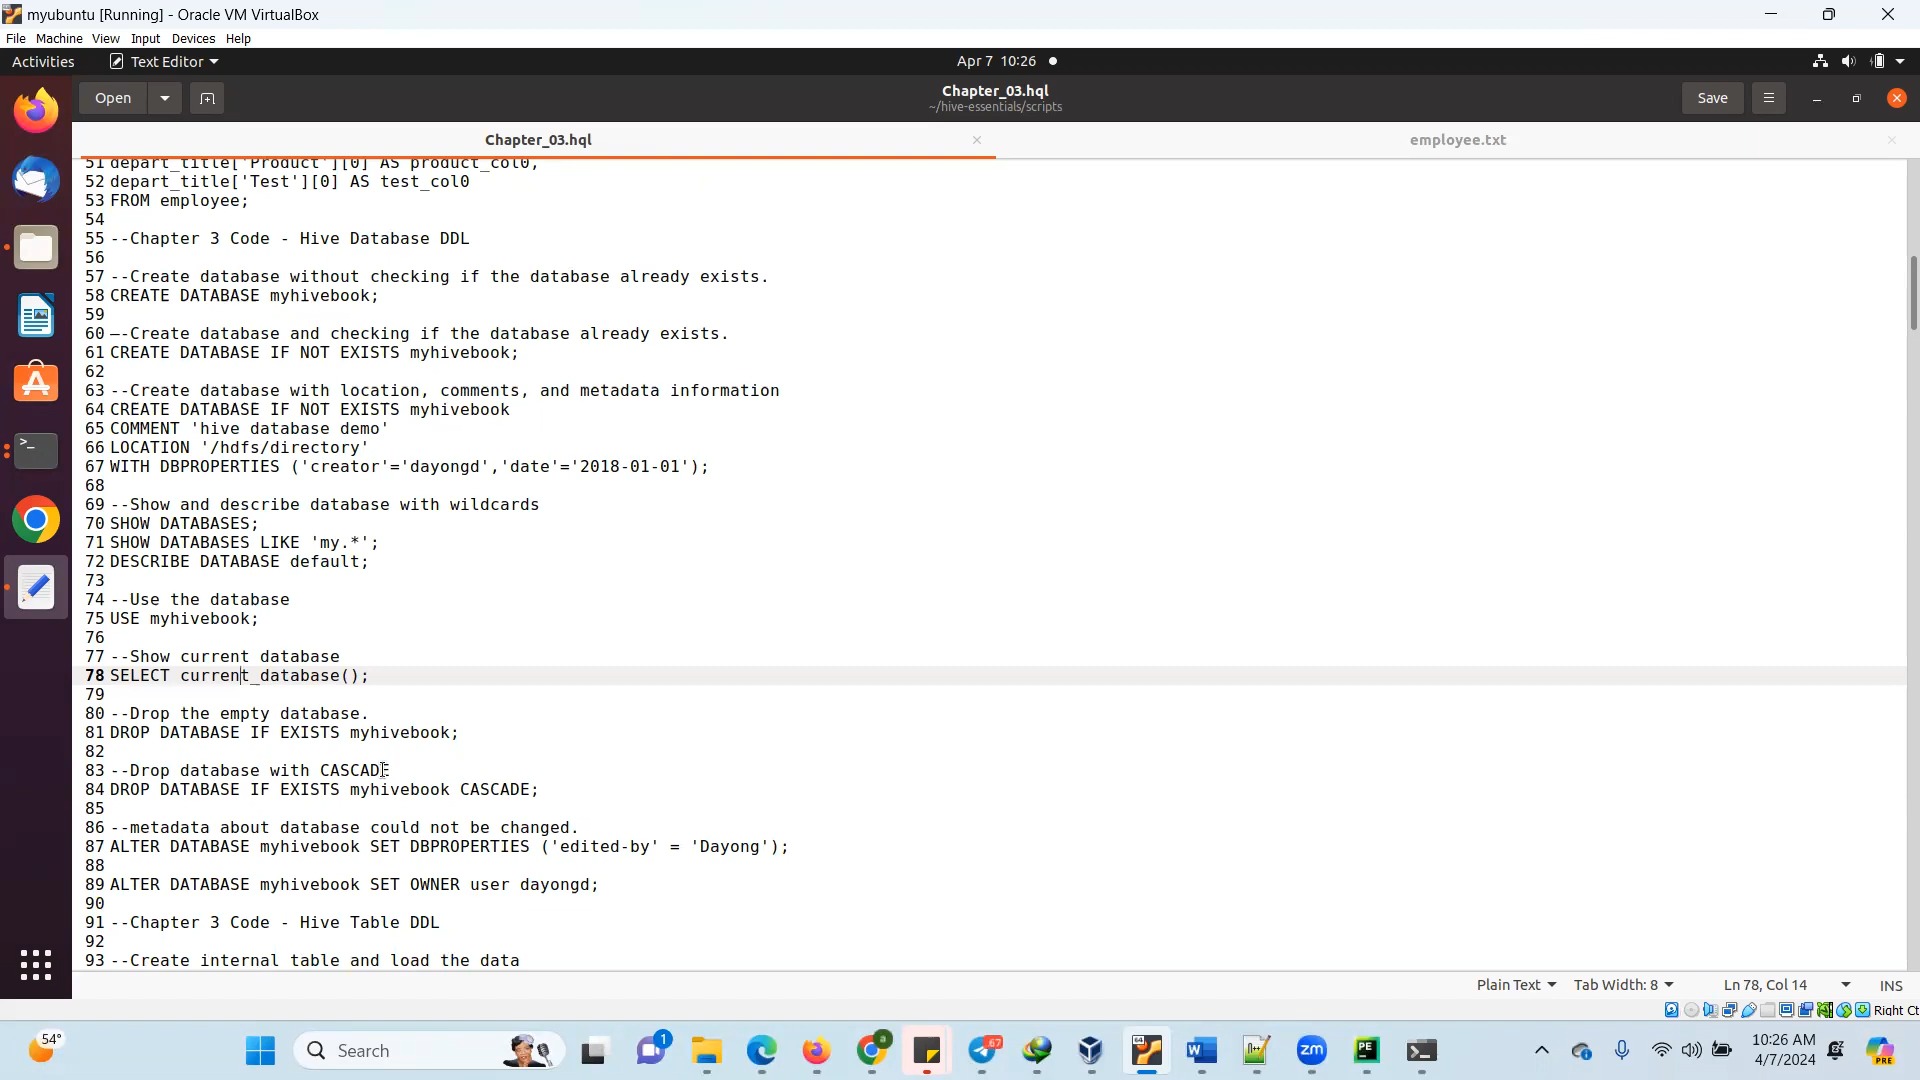 myubuntu [Running] - Oracle VM VirtualBox
File Machine View Input Devices Help
Activities Text Editor Apr 7 10:26
Open Chapter_03.hql Save
~/hive-essentials/scripts
Chapter_03.hql employee.txt
51 depart_title['Product'][0] AS product_col0,
52 depart_title['Test'][0] AS test_col0
53 FROM employee;
54
55 --Chapter 3 Code - Hive Database DDL
56
57 --Create database without checking if the database already exists.
58 CREATE DATABASE myhivebook;
59
60 —-Create database and checking if the database already exists.
61 CREATE DATABASE IF NOT EXISTS myhivebook;
62
63 --Create database with location, comments, and metadata information
64 CREATE DATABASE IF NOT EXISTS myhivebook
65 COMMENT 'hive database demo'
66 LOCATION '/hdfs/directory'
67 WITH DBPROPERTIES ('creator'='dayongd','date'='2018-01-01');
68
69 --Show and describe database with wildcards
70 SHOW DATABASES;
71 SHOW DATABASES LIKE 'my.*';
72 DESCRIBE DATABASE default;
73
74 --Use the database
75 USE myhivebook;
76
77 --Show current database
78 SELECT current_database();
79
80 --Drop the empty database.
81 DROP DATABASE IF EXISTS myhivebook;
82
83 --Drop database with CASCADE
84 DROP DATABASE IF EXISTS myhivebook CASCADE;
85
86 --metadata about database could not be changed.
87 ALTER DATABASE myhivebook SET DBPROPERTIES ('edited-by' = 'Dayong');
88
89 ALTER DATABASE myhivebook SET OWNER user dayongd;
90
91 --Chapter 3 Code - Hive Table DDL
92
93 --Create internal table and load the data
Plain Text Tab Width: 8 Ln 78, Col 14 INS
Right Ct
54° Search 1 67 10:26 AM
4/7/2024